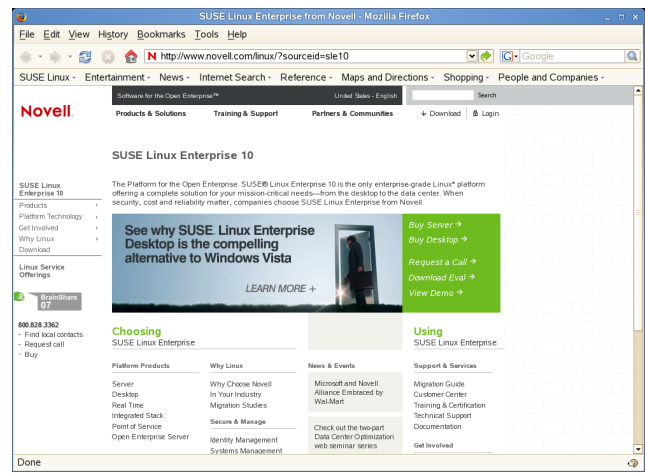 SUSE Linux Enterprise from Novell - Mozilla Firefox
File Edit View History Bookmarks Tools Help
N http://www.novell.com/linux/?sourceid=sle10
G Google
SUSE Linux Entertainment News Internet Search Reference Maps and Directions Shopping People and Companies
Novell.
Software for the Open Enterprise™ United States - English Search
Products & Solutions Training & Support Partners & Communities Download Login
SUSE Linux Enterprise 10
The Platform for the Open Enterprise. SUSE® Linux Enterprise 10 is the only enterprise-grade Linux* platform
offering a complete solution for your mission-critical needs—from the desktop to the data center. When
security, cost and reliability matter, companies choose SUSE Linux Enterprise from Novell.
SUSE Linux
Enterprise 10
Products
Platform Technology
Get Involved
Why Linux
Download
Linux Service
Offerings
BrainShare
07
800.828.3362
- Find local contacts
- Request call
- Buy
See why SUSE. Linux Enterprise
Desktop is the compelling
alternative to Windows Vista
LEARN MORE +
Buy Server →
Buy Desktop →
Request a Call →
Download Eval →
View Demo →
Choosing
SUSE Linux Enterprise
Platform Products
Server
Desktop
Real Time
Integrated Stack
Point of Service
Open Enterprise Server
Why Linux
Why Choose Novell
In Your Industry
Migration Studies
Secure & Manage
Identity Management
Systems Management
News & Events
Microsoft and Novell
Alliance Embraced by
Wal-Mart
Check out the two-part
Data Center Optimization
web seminar series
Using
SUSE Linux Enterprise
Support & Services
Migration Guide
Customer Center
Training & Certification
Technical Support
Documentation
Get Involved
Done